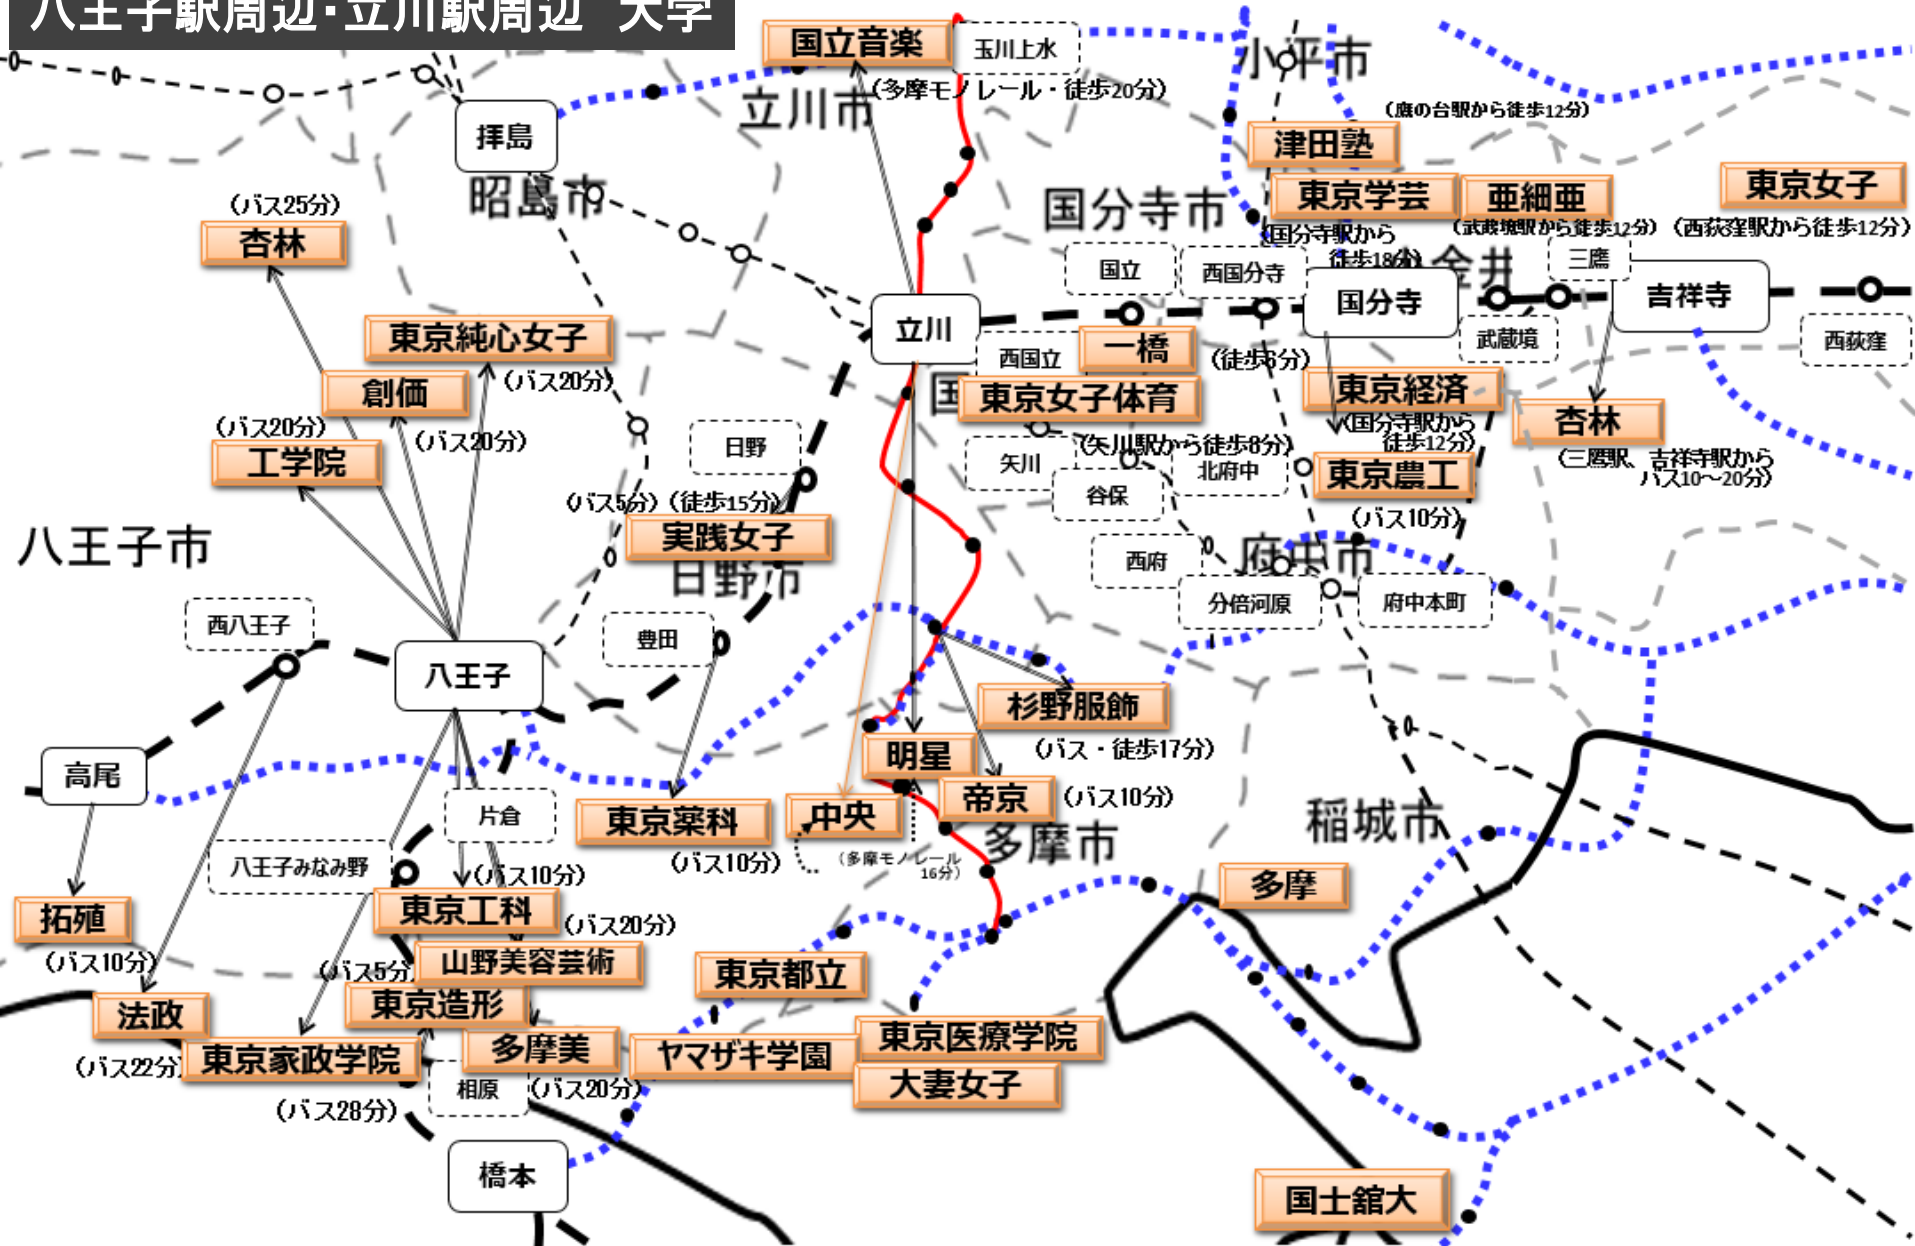 八王子駅周辺・立川駅周辺　大学
国立音楽
玉川上水
小平市
(多摩モノレール・徒歩20分)
立川市
(鷹の台駅から徒歩12分)
拝島
津田塾
昭島市
国分寺市
東京学芸
亜細亜
東京女子
(バス25分)
杏林
(武蔵境駅から徒歩12分)
(西荻窪駅から徒歩12分)
(国分寺駅から
徒歩18分)
金井
国立
西国分寺
三鷹
立川
国分寺
吉祥寺
東京純心女子
武蔵境
西荻窪
西国立
一橋
(徒歩6分)
(バス20分)
創価
国
東京女子体育
東京経済
杏林
(国分寺駅から
徒歩12分)
(バス20分)
(バス20分)
工学院
日野
(矢川駅から徒歩8分)
矢川
北府中
谷保
東京農工
(三鷹駅、吉祥寺駅から
バス10〜20分)
(バス5分)
(徒歩15分)
実践女子
(バス10分)
八王子市
日野市
西府
府中市
分倍河原
府中本町
西八王子
豊田
八王子
杉野服飾
(バス・徒歩17分)
高尾
明星
帝京
(バス10分)
片倉
東京薬科
(バス10分)
中央
(多摩モノレール
16分)
多摩市
稲城市
八王子みなみ野
(バス10分)
多摩
拓殖
(バス10分)
東京工科
(バス20分)
山野美容芸術
(バス5分)
東京都立
法政
(バス22分)
東京造形
東京家政学院
(バス28分)
多摩美
(バス20分)
ヤマザキ学園
東京医療学院
大妻女子
相原
橋本
国士舘大